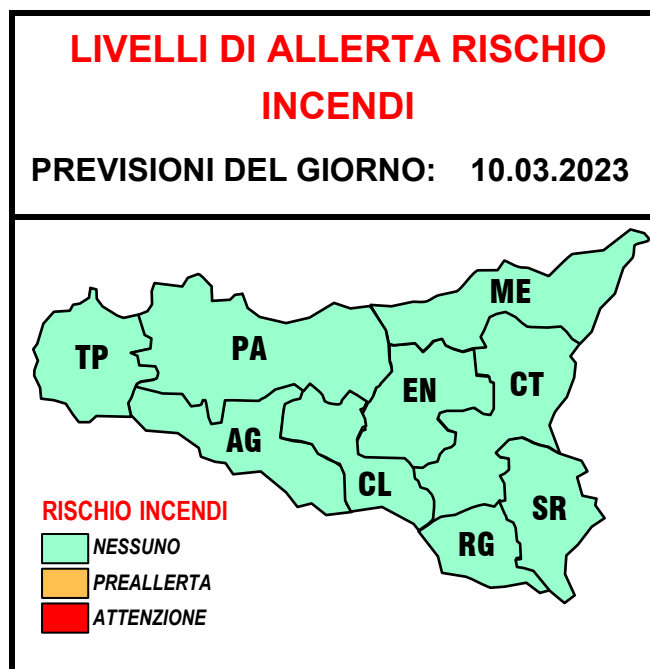 LIVELLI DI ALLERTA RISCHIO
INCENDI
PREVISIONI DEL GIORNO: 10.03.2023
ME
TP
PA
EN
CT
AG
CL
SR
RG
RISCHIO INCENDI
NESSUNO
PREALLERTA
ATTENZIONE